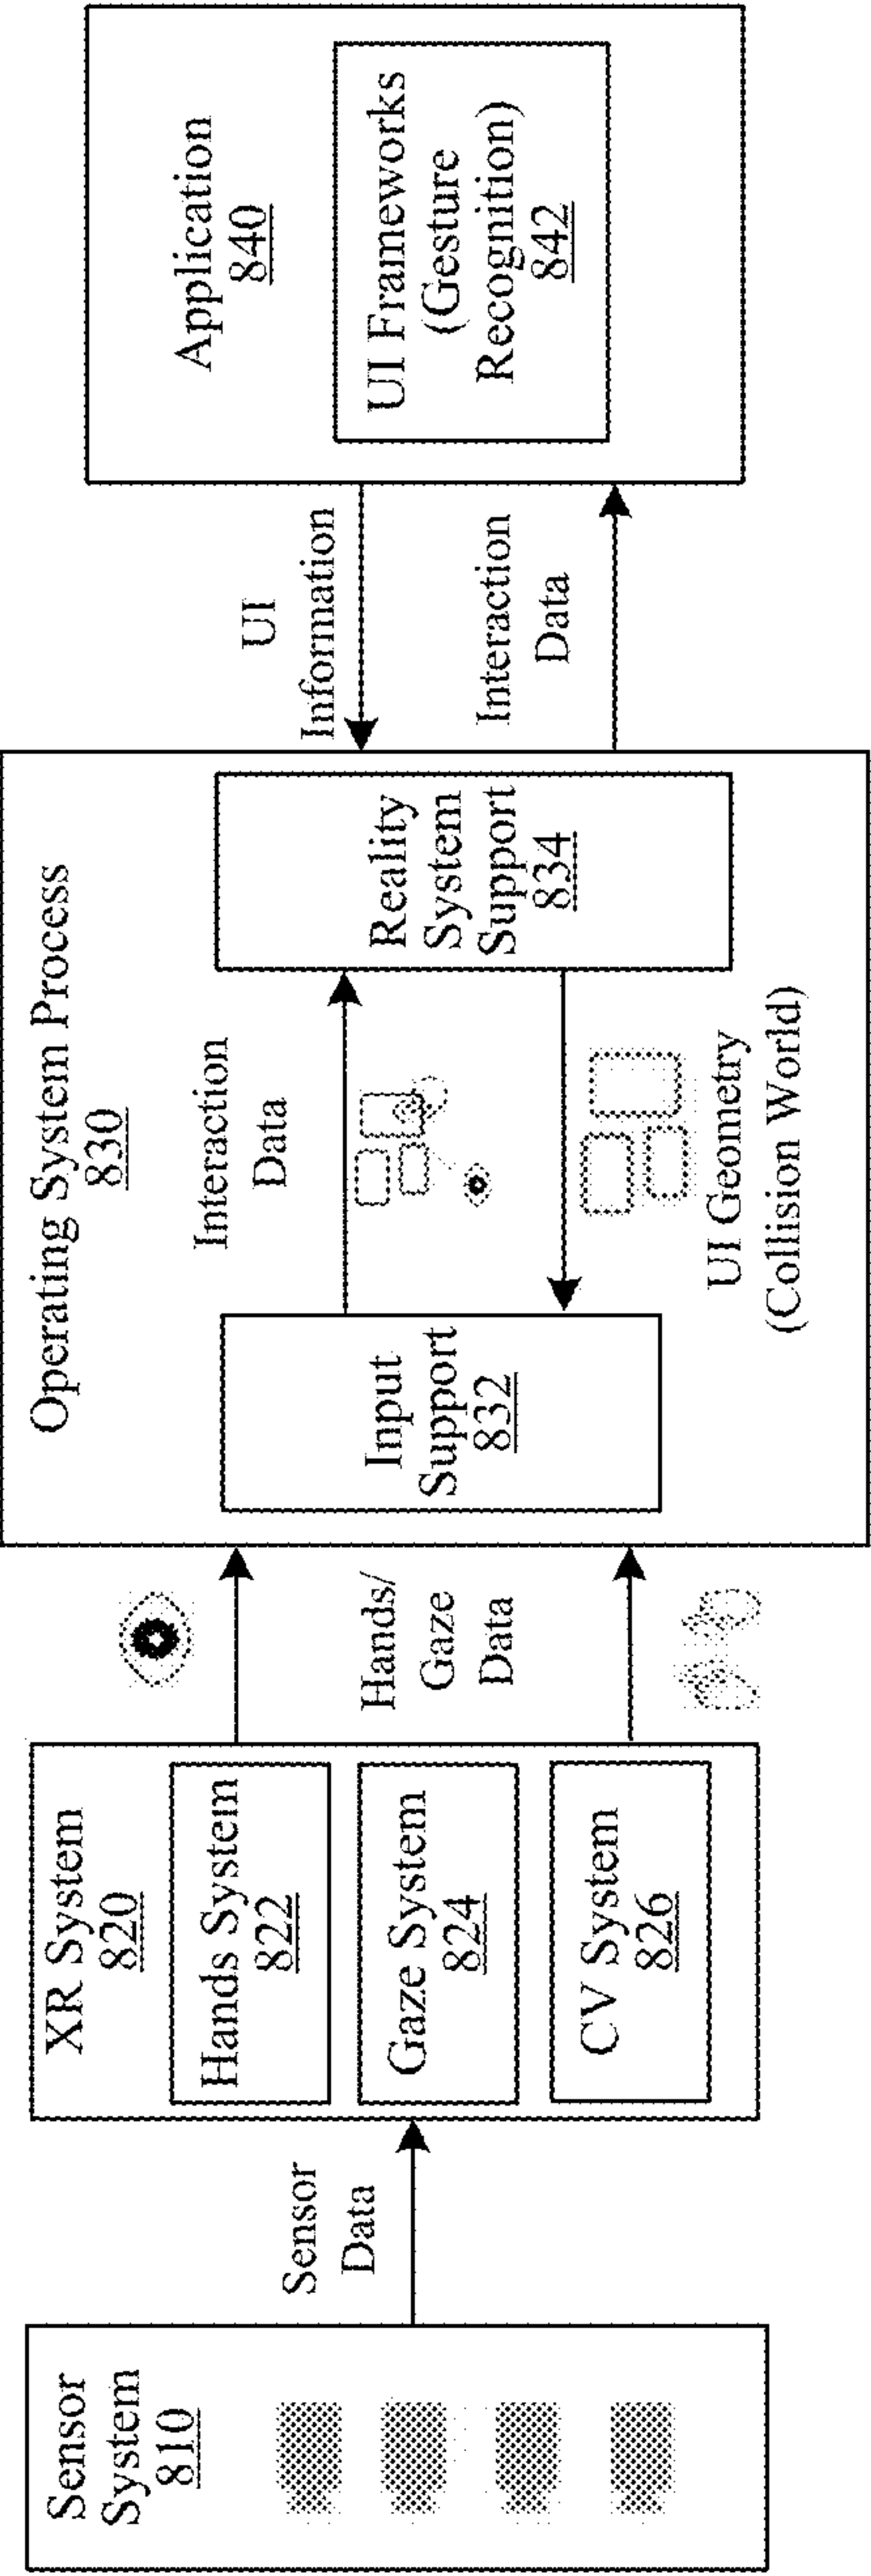 Sensor
System
810
Sensor
Data
XR System
820
Hands System
822
Gaze System
824
CV System
826
Hands/
Gaze
Data
Operating System Process
830
Input
Support
832
Interaction
Data
UI Geometry
(Collision World)
Reality
System
Support
834
UI
Information
Interaction
Data
Application
840
UI Frameworks
(Gesture
Recognition)
842